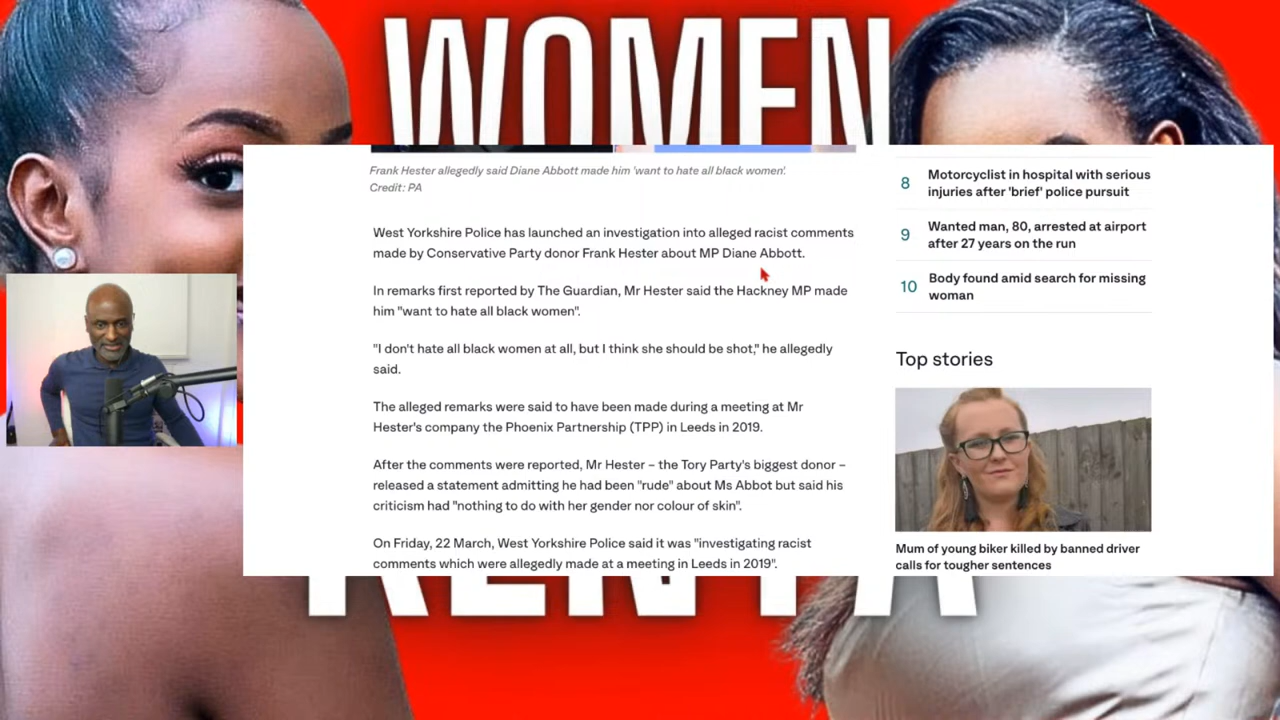 WOMEN
Frank Hester allegedly said Diane Abbott made him 'want to hate all black women'.
Credit: PA
West Yorkshire Police has launched an investigation into alleged racist comments
made by Conservative Party donor Frank Hester about MP Diane Abbott.
In remarks first reported by The Guardian, Mr Hester said the Hackney MP made
him "want to hate all black women".
"I don't hate all black women at all, but I think she should be shot," he allegedly
said.
The alleged remarks were said to have been made during a meeting at Mr
Hester's company the Phoenix Partnership (TPP) in Leeds in 2019.
After the comments were reported, Mr Hester – the Tory Party's biggest donor –
released a statement admitting he had been "rude" about Ms Abbot but said his
criticism had "nothing to do with her gender nor colour of skin".
On Friday, 22 March, West Yorkshire Police said it was "investigating racist
comments which were allegedly made at a meeting in Leeds in 2019".
8 Motorcyclist in hospital with serious
injuries after 'brief' police pursuit
9 Wanted man, 80, arrested at airport
after 27 years on the run
10 Body found amid search for missing
woman
Top stories
Mum of young biker killed by banned driver
calls for tougher sentences